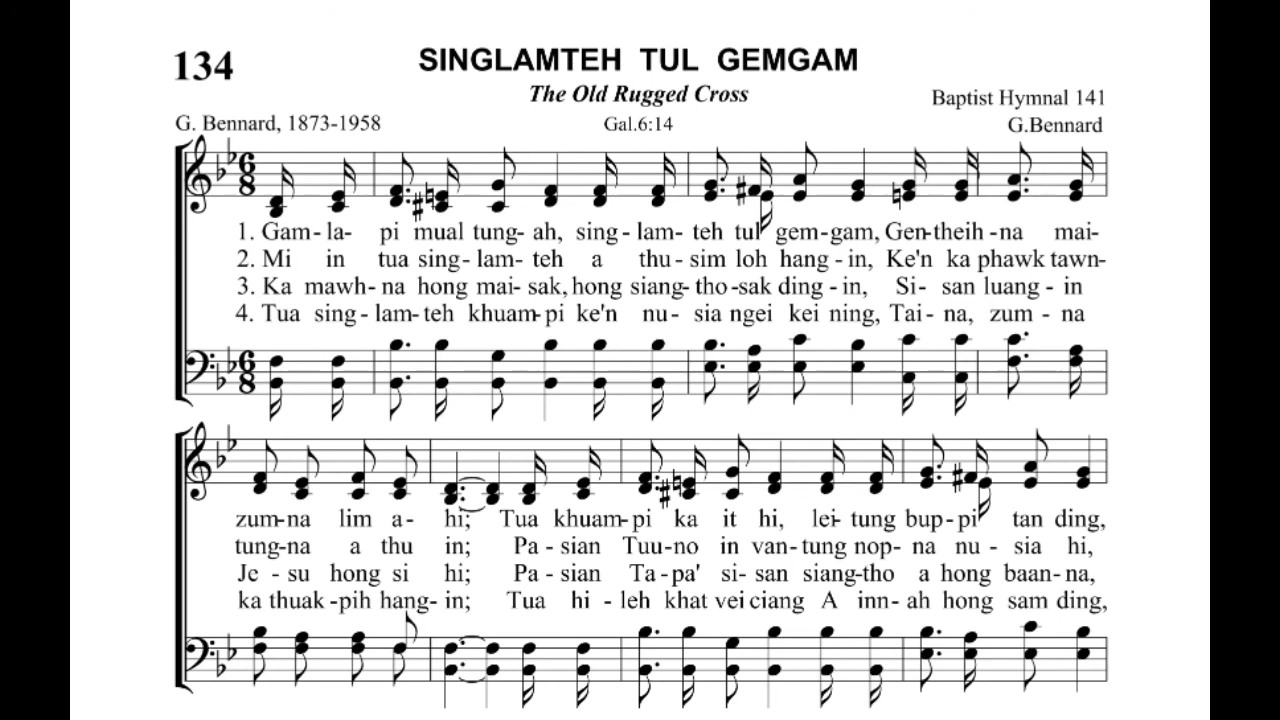 134
SINGLAMTEH TUL GEMGAM
The Old Rugged Cross
Baptist Hymnal 141
G. Bennard, 1873-1958
Gal.6:14
G.Bennard
6
8
1. Gam-la- pi mual tung- ah, sing-lam- teh tul gem-gam, Gen-theih-na mai-
2. Mi in tua sing-lam- teh a thu-sim loh hang-in, Ke'n ka phawk tawn-
3. Ka mawh-na hong mai- sak, hong siang-tho-sak ding-in, Si- san luang-in
4. Tua sing-lam-teh khuam-pi ke'n nu-sia ngei kei ning, Tai-na, zum-na
6
8
zum-na lim a- hi; Tua khuam-pi ka it hi, lei- tung bup-pi tan ding,
tung-na a thu in; Pa-sian Tuu-no in van-tung nop- na nu- sia hi,
Je-su hong si hi; Pa-sian Ta-pa' si-san siang-tho a hong baan-na,
ka thuak-pih hang-in; Tua hi-leh khat vei ciang A inn-ah hong sam ding,